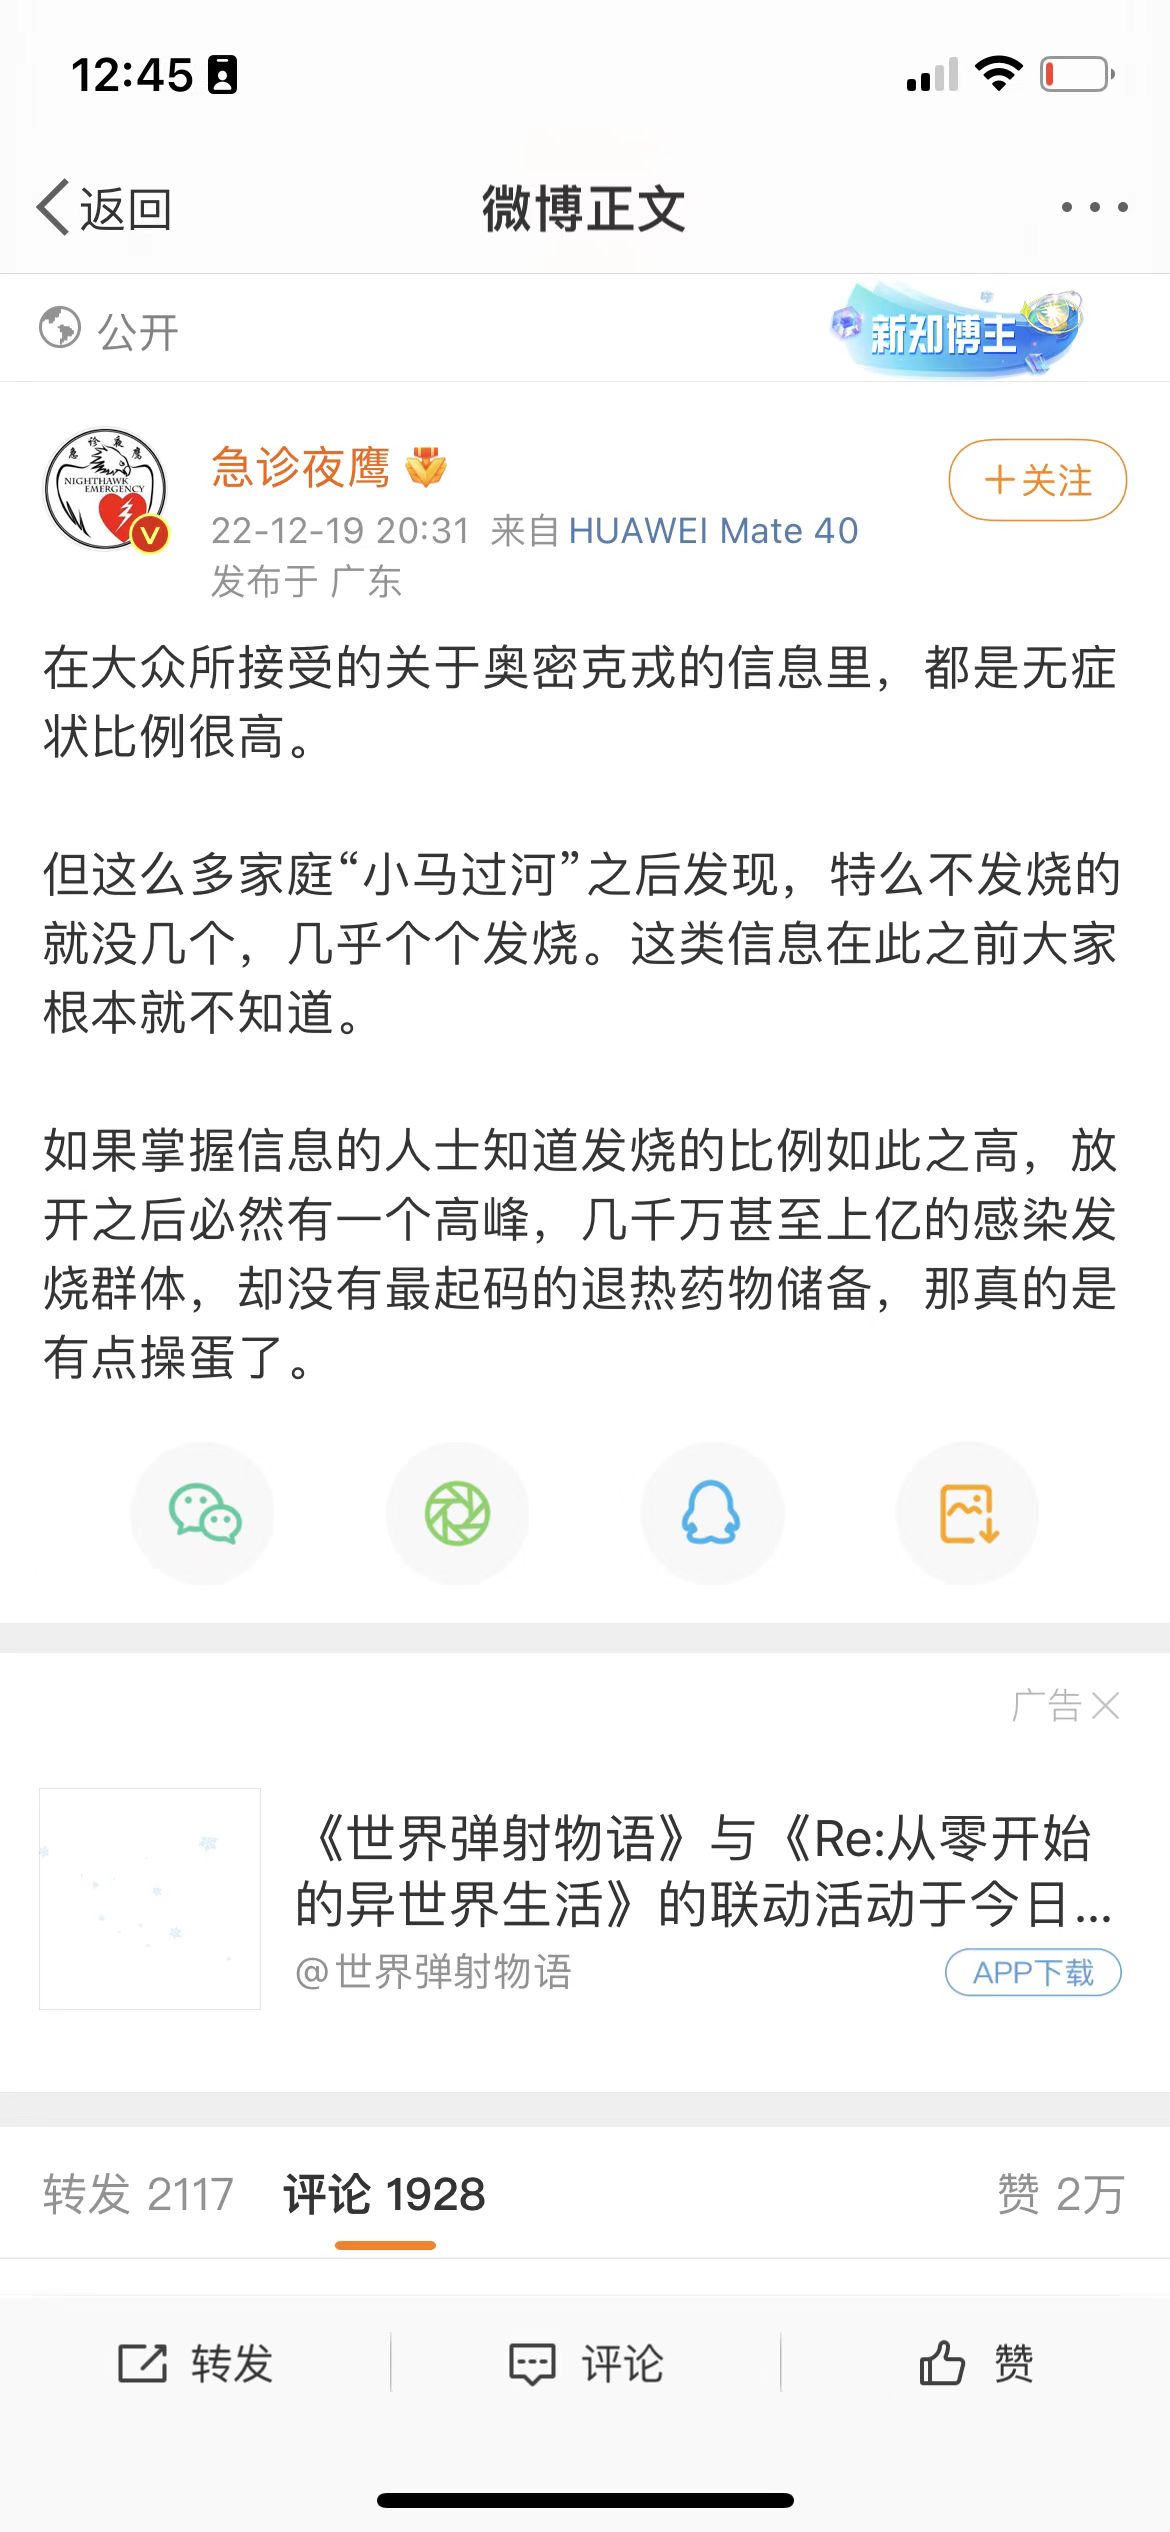 12:45
返回
微博正文
公开
新知博主
急诊夜鹰
NIGHTHAWK
EMERGENCY
急诊夜鹰
22-12-19 20:31 来自 HUAWEI Mate 40
发布于 广东
+关注
在大众所接受的关于奥密克戎的信息里，都是无症
状比例很高。
但这么多家庭“小马过河”之后发现，特么不发烧的
就没几个，几乎个个发烧。这类信息在此之前大家
根本就不知道。
如果掌握信息的人士知道发烧的比例如此之高，放
开之后必然有一个高峰，几千万甚至上亿的感染发
烧群体，却没有最起码的退热药物储备，那真的是
有点操蛋了。
广告
《世界弹射物语》与《Re:从零开始
的异世界生活》的联动活动于今日...
@世界弹射物语
APP下载
转发 2117 评论 1928 赞 2万
转发 评论 赞